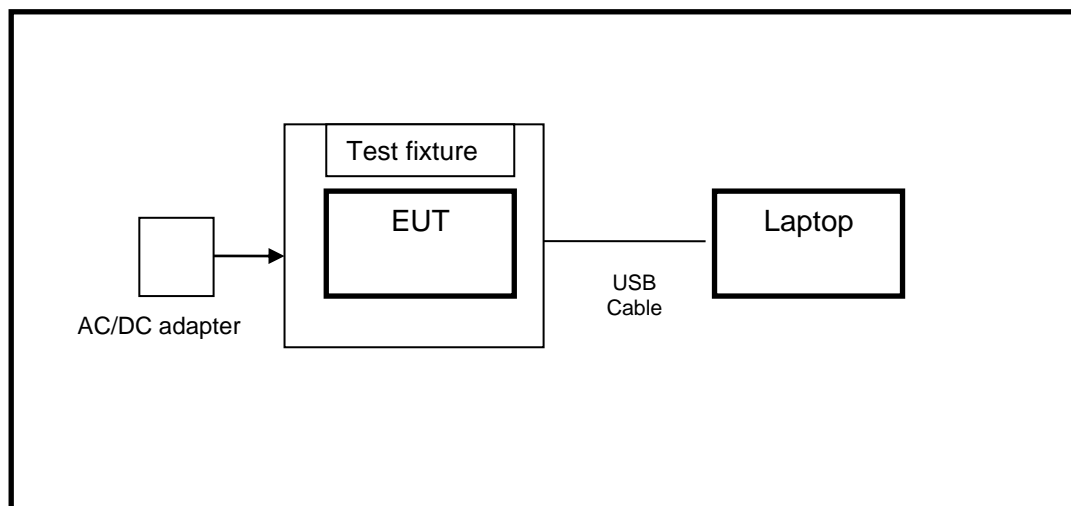 Test fixture
EUT
Laptop
USB
Cable
AC/DC adapter